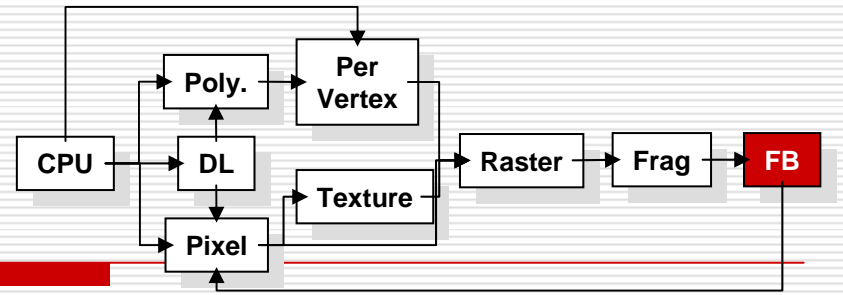 Poly.
Per
Vertex
CPU
DL
Raster
Frag
FB
Texture
Pixel